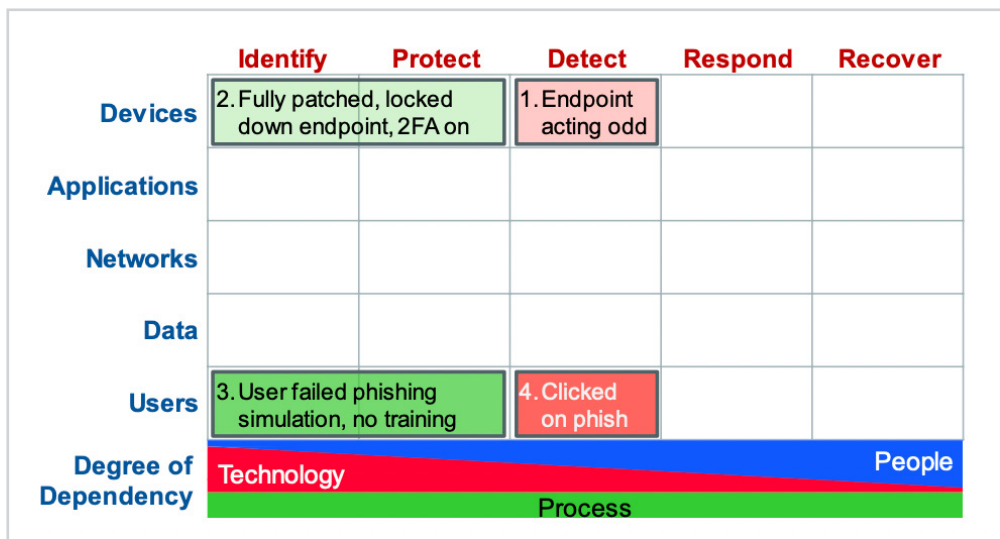 Identify Protect Detect Respond Recover
Devices
2. Fully patched, locked
down endpoint, 2FA on
1. Endpoint
acting odd
Applications
Networks
Data
Users
3. User failed phishing
simulation, no training
4. Clicked
on phish
Degree of
Dependency
Technology
People
Process